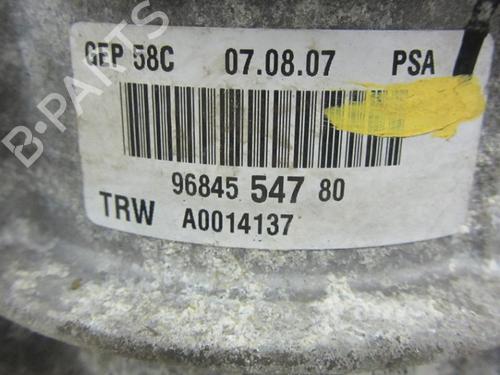 GEP 58C 07.08.07 PSA
96845 547 80
TRW A0014137
B-PARTS